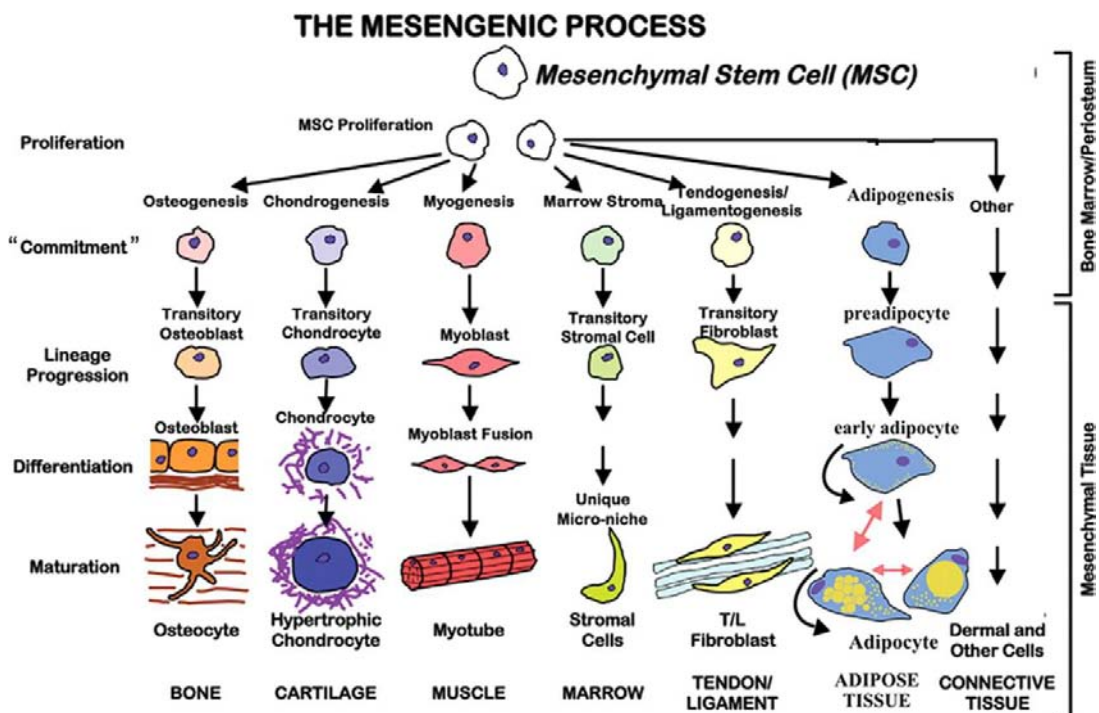 THE MESENGENIC PROCESS
Mesenchymal Stem Cell (MSC)
Proliferation
MSC Proliferation
Osteogenesis
Chondrogenesis
Myogenesis
Marrow Stroma
Tendogenesis/
Ligamentogenesis
Adipogenesis
Other
"Commitment"
Transitory
Osteoblast
Transitory
Chondrocyte
Myoblast
Transitory
Stromal Cell
Transitory
Fibroblast
preadipocyte
Lineage
Progression
Osteoblast
Chondrocyte
Myoblast Fusion
early adipocyte
Differentiation
Unique
Micro-niche
Maturation
Osteocyte
Hypertrophic
Chondrocyte
Myotube
Stromal
Cells
T/L
Fibroblast
Adipocyte
Dermal and
Other Cells
BONE
CARTILAGE
MUSCLE
MARROW
TENDON/
LIGAMENT
ADIPOSE
TISSUE
CONNECTIVE
TISSUE
Bone Marrow/Periosteum
Mesenchymal Tissue